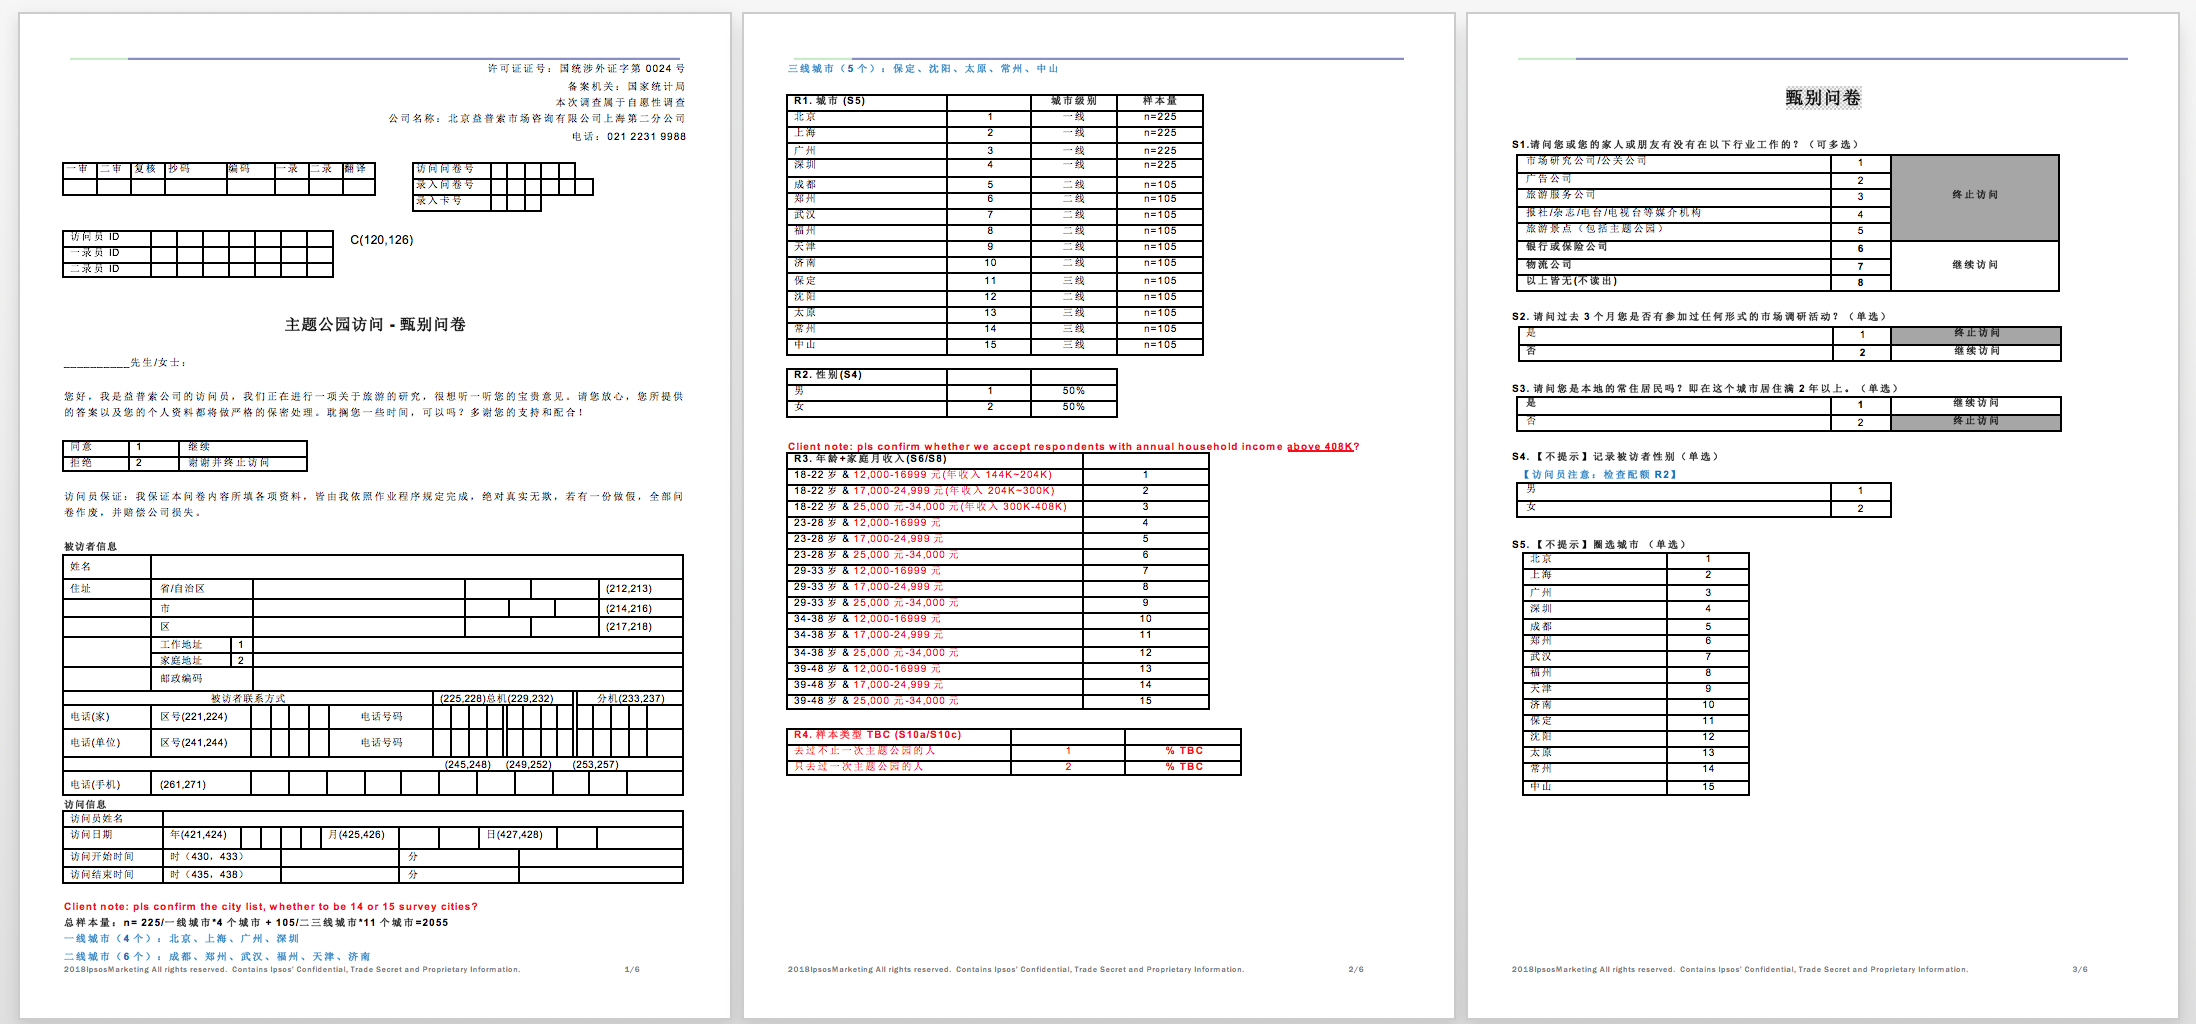 许可证证号：国统涉外证字第 0024 号
备案机关：国家统计局
本次调查属于自愿性调查
公司名称：北京益普索市场咨询有限公司上海第二分公司
电话：021 2231 9988
一审 二审 复核 抄码 编码 一录 二录 翻译
访问问卷号
录入问卷号
录入卡号
访问员 ID
一录员 ID
二录员 ID
C(120,126)
主题公园访问 - 甄别问卷
__________先生/女士：
您好，我是益普索公司的访问员，我们正在进行一项关于旅游的研究，很想听一听您的宝贵意见。请您放心，您所提供
的答案以及您的个人资料都将做严格的保密处理。耽搁您一些时间，可以吗？多谢您的支持和配合！
同意 1 继续
拒绝 2 谢谢并终止访问
访问员保证：我保证本问卷内容所填各项资料，皆由我依照作业程序规定完成，绝对真实无欺，若有一份做假，全部问
卷作废，并赔偿公司损失。
被访者信息
姓名
住址 省/自治区 (212,213)
市 (214,216)
区 (217,218)
工作地址 1
家庭地址 2
邮政编码
被访者联系方式 (225,228)总机(229,232) 分机(233,237)
电话(家) 区号(221,224) 电话号码
电话(单位) 区号(241,244) 电话号码
(245,248) (249,252) (253,257)
电话(手机) (261,271)
访问信息
访问员姓名
访问日期 年(421,424) 月(425,426) 日(427,428)
访问开始时间 时（430，433） 分
访问结束时间 时（435，438） 分
Client note: pls confirm the city list, whether to be 14 or 15 survey cities?
总样本量：n= 225/一线城市*4 个城市 + 105/二三线城市*11 个城市=2055
一线城市（4 个）：北京、上海、广州、深圳
二线城市（6 个）：成都、郑州、武汉、福州、天津、济南
2018IpsosMarketing All rights reserved. Contains Ipsos' Confidential, Trade Secret and Proprietary Information. 1/6
三线城市（5 个）：保定、沈阳、太原、常州、中山
R1. 城市 (S5) 城市级别 样本量
北京 1 一线 n=225
上海 2 一线 n=225
广州 3 一线 n=225
深圳 4 一线 n=225
成都 5 二线 n=105
郑州 6 二线 n=105
武汉 7 二线 n=105
福州 8 二线 n=105
天津 9 二线 n=105
济南 10 二线 n=105
保定 11 三线 n=105
沈阳 12 二线 n=105
太原 13 三线 n=105
常州 14 三线 n=105
中山 15 三线 n=105
R2. 性别(S4)
男 1 50%
女 2 50%
Client note: pls confirm whether we accept respondents with annual household income above 408K?
R3. 年龄+家庭月收入(S6/S8)
18-22 岁 & 12,000-16999 元(年收入 144K~204K) 1
18-22 岁 & 17,000-24,999 元(年收入 204K~300K) 2
18-22 岁 & 25,000 元-34,000 元(年收入 300K-408K) 3
23-28 岁 & 12,000-16999 元 4
23-28 岁 & 17,000-24,999 元 5
23-28 岁 & 25,000 元-34,000 元 6
29-33 岁 & 12,000-16999 元 7
29-33 岁 & 17,000-24,999 元 8
29-33 岁 & 25,000 元-34,000 元 9
34-38 岁 & 12,000-16999 元 10
34-38 岁 & 17,000-24,999 元 11
34-38 岁 & 25,000 元-34,000 元 12
39-48 岁 & 12,000-16999 元 13
39-48 岁 & 17,000-24,999 元 14
39-48 岁 & 25,000 元-34,000 元 15
R4. 样本类型 TBC (S10a/S10c)
去过不止一次主题公园的人 1 % TBC
只去过一次主题公园的人 2 % TBC
2018IpsosMarketing All rights reserved. Contains Ipsos' Confidential, Trade Secret and Proprietary Information. 2/6
甄别问卷
S1.请问您或您的家人或朋友有没有在以下行业工作的？（可多选）
市场研究公司/公关公司 1
广告公司 2
旅游服务公司 3 终止访问
报社/杂志/电台/电视台等媒介机构 4
旅游景点（包括主题公园） 5
银行或保险公司 6
物流公司 7 继续访问
以上皆无(不读出) 8
S2. 请问过去 3 个月您是否有参加过任何形式的市场调研活动？（单选）
是 1 终止访问
否 2 继续访问
S3. 请问您是本地的常住居民吗？即在这个城市居住满 2 年以上。（单选）
是 1 继续访问
否 2 终止访问
S4. 【不提示】记录被访者性别（单选）
【访问员注意：检查配额 R2】
男 1
女 2
S5. 【不提示】圈选城市 （单选）
北京 1
上海 2
广州 3
深圳 4
成都 5
郑州 6
武汉 7
福州 8
天津 9
济南 10
保定 11
沈阳 12
太原 13
常州 14
中山 15
2018IpsosMarketing All rights reserved. Contains Ipsos' Confidential, Trade Secret and Proprietary Information. 3/6